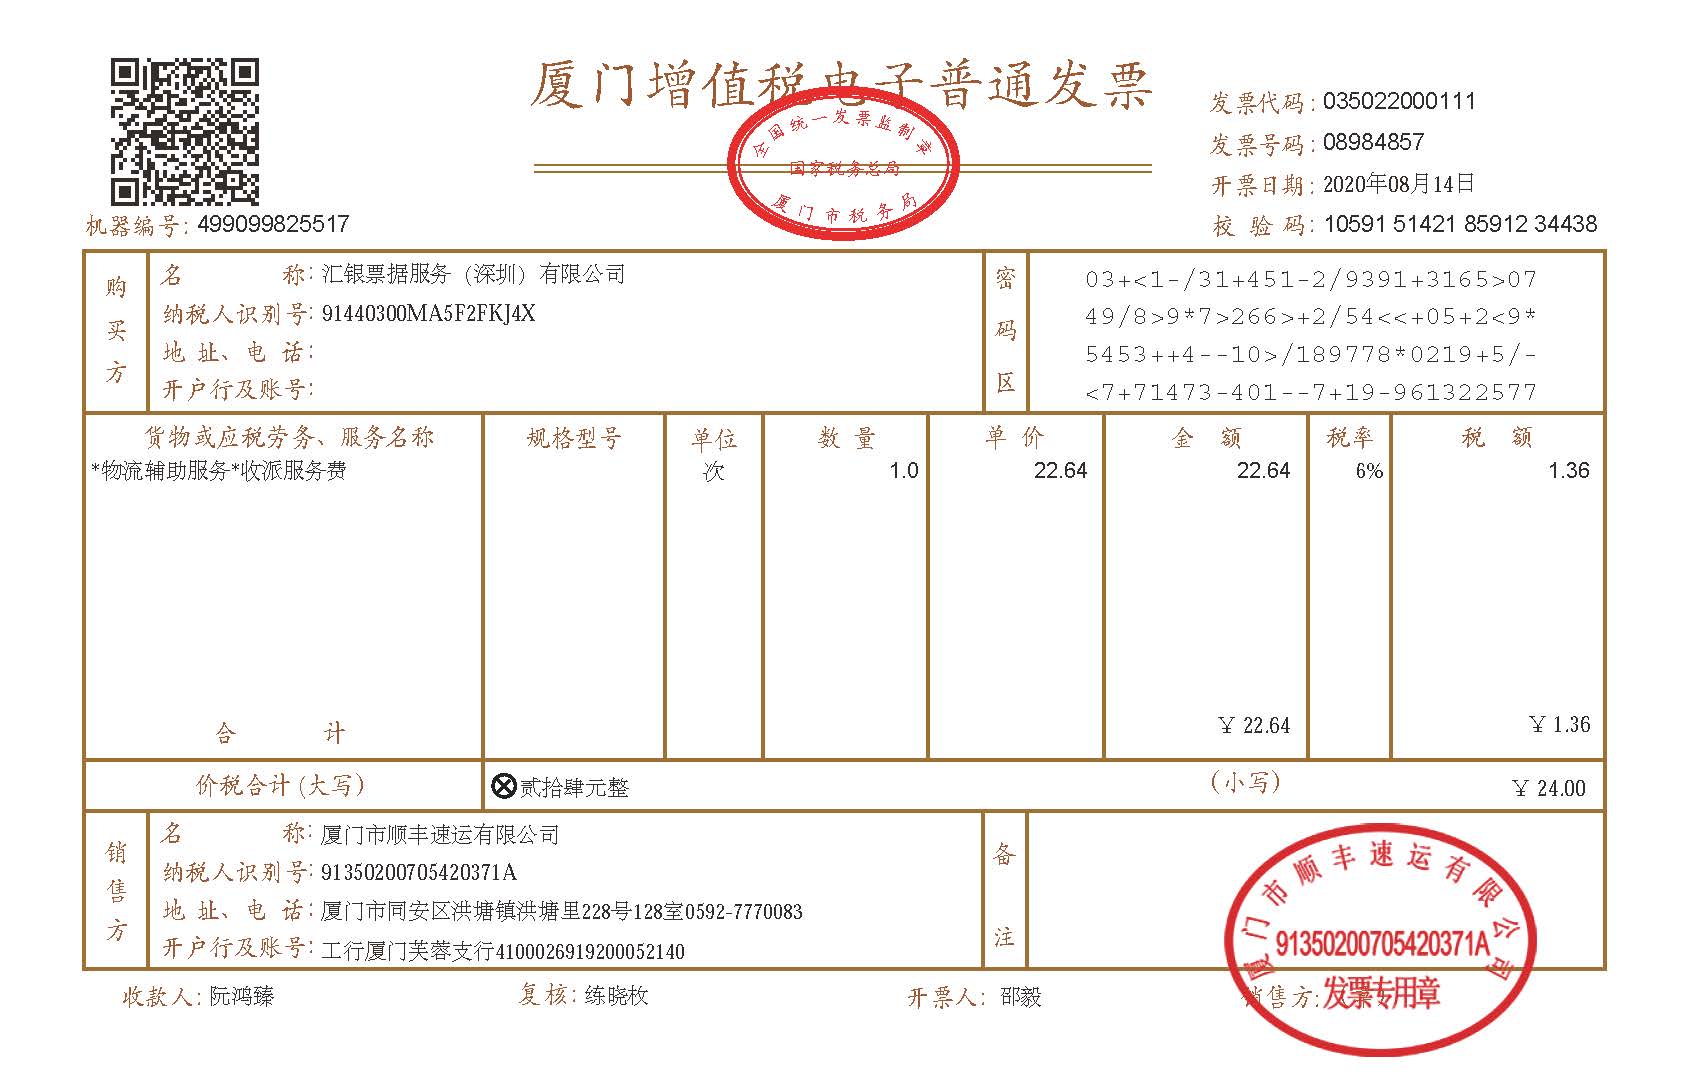 厦门增值税电子普通发票
全国统一发票监制章
国家税务总局
厦门市税务局
发票代码：035022000111
发票号码：08984857
开票日期：2020年08月14日
校 验 码：10591 51421 85912 34438
机器编号：499099825517
购买方
名 称：汇银票据服务（深圳）有限公司
纳税人识别号：91440300MA5F2FKJ4X
地 址、电 话：
开户行及账号：
密码区
03+<1-/31+451-2/9391+3165>07
49/8>9*7>266>+2/54<<+05+2<9*
5453++4--10>/189778*0219+5/-
<7+71473-401--7+19-961322577
货物或应税劳务、服务名称 规格型号 单位 数 量 单 价 金 额 税率 税 额
*物流辅助服务*收派服务费 次 1.0 22.64 22.64 6% 1.36
合 计 ￥ 22.64 ￥ 1.36
价税合计 (大写） ⊗贰拾肆元整 （小写） ￥ 24.00
销售方
名 称：厦门市顺丰速运有限公司
纳税人识别号：91350200705420371A
地 址、电 话：厦门市同安区洪塘镇洪塘里228号128室0592-7770083
开户行及账号：工行厦门芙蓉支行4100026919200052140
备注
厦门市顺丰速运有限公司
91350200705420371A
发票专用章
收款人：阮鸿臻 复核：练晓枚 开票人：邵毅 销售方：